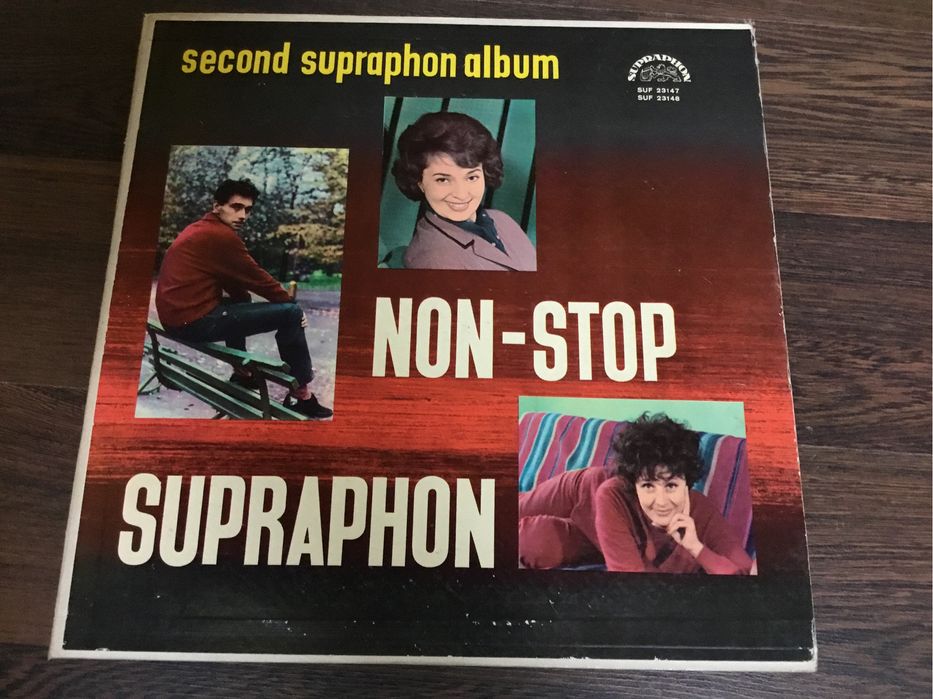 second supraphon album
SUPRAPHON
SUF 23147
SUF 23148
NON-STOP
SUPRAPHON